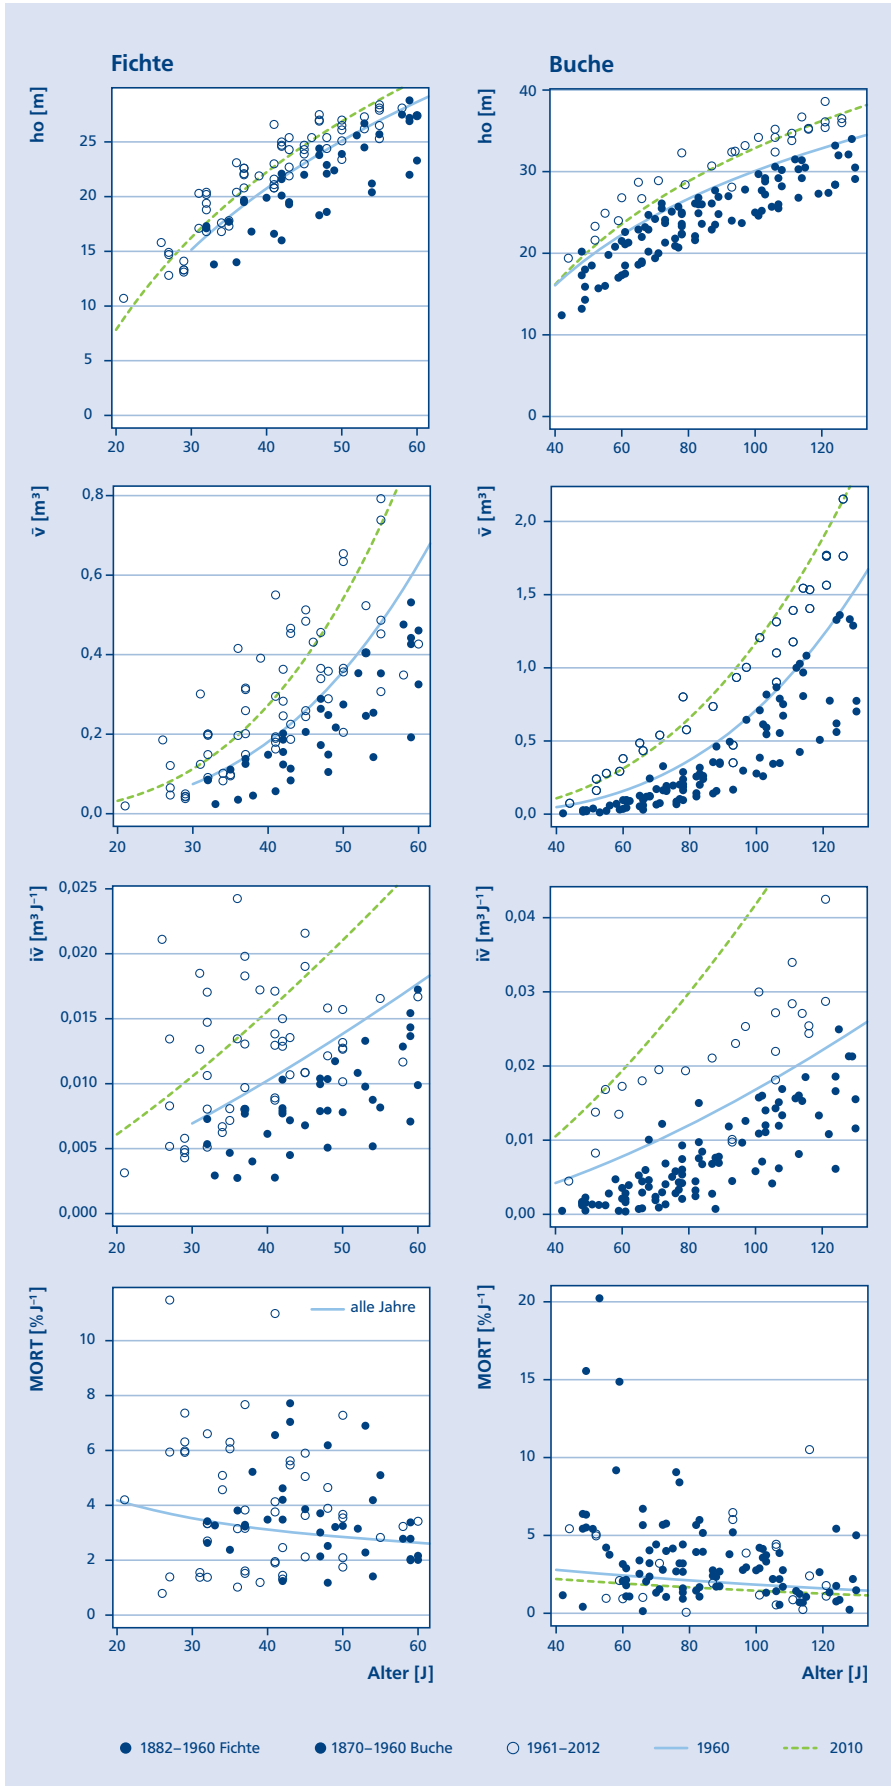 Fichte
Buche
ho [m]
25
20
15
10
5
0
20 30 40 50 60
ho [m]
40
30
20
10
0
40 60 80 100 120
v̄ [m³]
0,8
0,6
0,4
0,2
0,0
20 30 40 50 60
v̄ [m³]
2,0
1,5
1,0
0,5
0,0
40 60 80 100 120
iv̄ [m³ J⁻¹]
0,025
0,020
0,015
0,010
0,005
0,000
20 30 40 50 60
iv̄ [m³ J⁻¹]
0,04
0,03
0,02
0,01
0,00
40 60 80 100 120
MORT [% J⁻¹]
alle Jahre
10
8
6
4
2
0
20 30 40 50 60
Alter [J]
MORT [% J⁻¹]
20
15
10
5
0
40 60 80 100 120
Alter [J]
1882–1960 Fichte 1870–1960 Buche 1961–2012 1960 2010